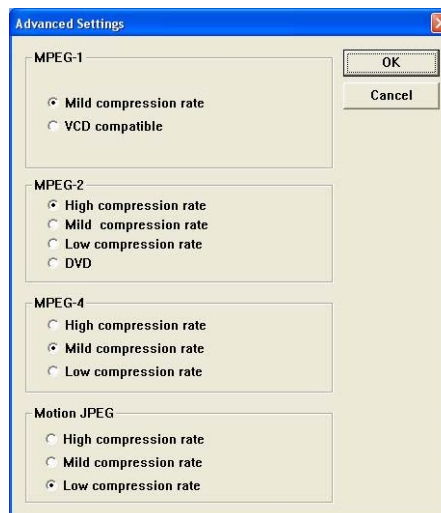 Advanced Settings
MPEG-1
Mild compression rate
VCD compatible
OK
Cancel
MPEG-2
High compression rate
Mild compression rate
Low compression rate
DVD
MPEG-4
High compression rate
Mild compression rate
Low compression rate
Motion JPEG
High compression rate
Mild compression rate
Low compression rate